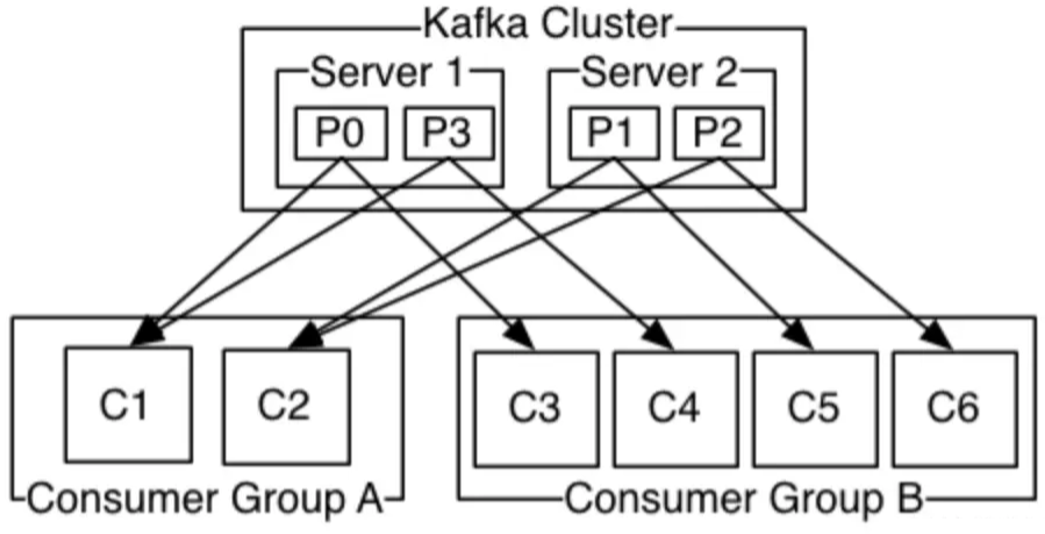 Kafka Cluster
Server 1
Server 2
P0
P3
P1
P2
C1
C2
C3
C4
C5
C6
Consumer Group A
Consumer Group B